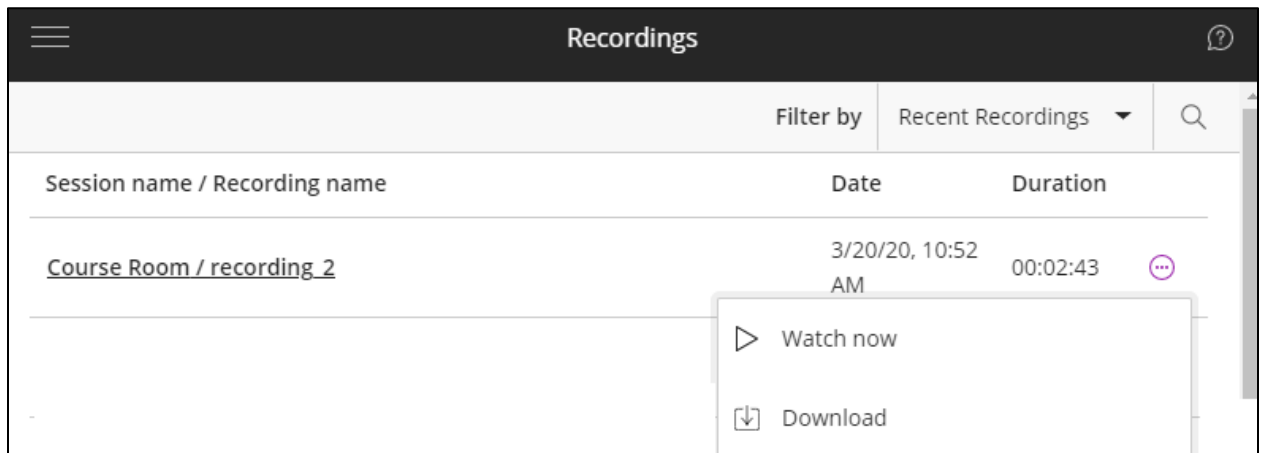 Recordings
Filter by Recent Recordings
Session name / Recording name Date Duration
Course Room / recording_2 3/20/20, 10:52 AM 00:02:43
Watch now
Download